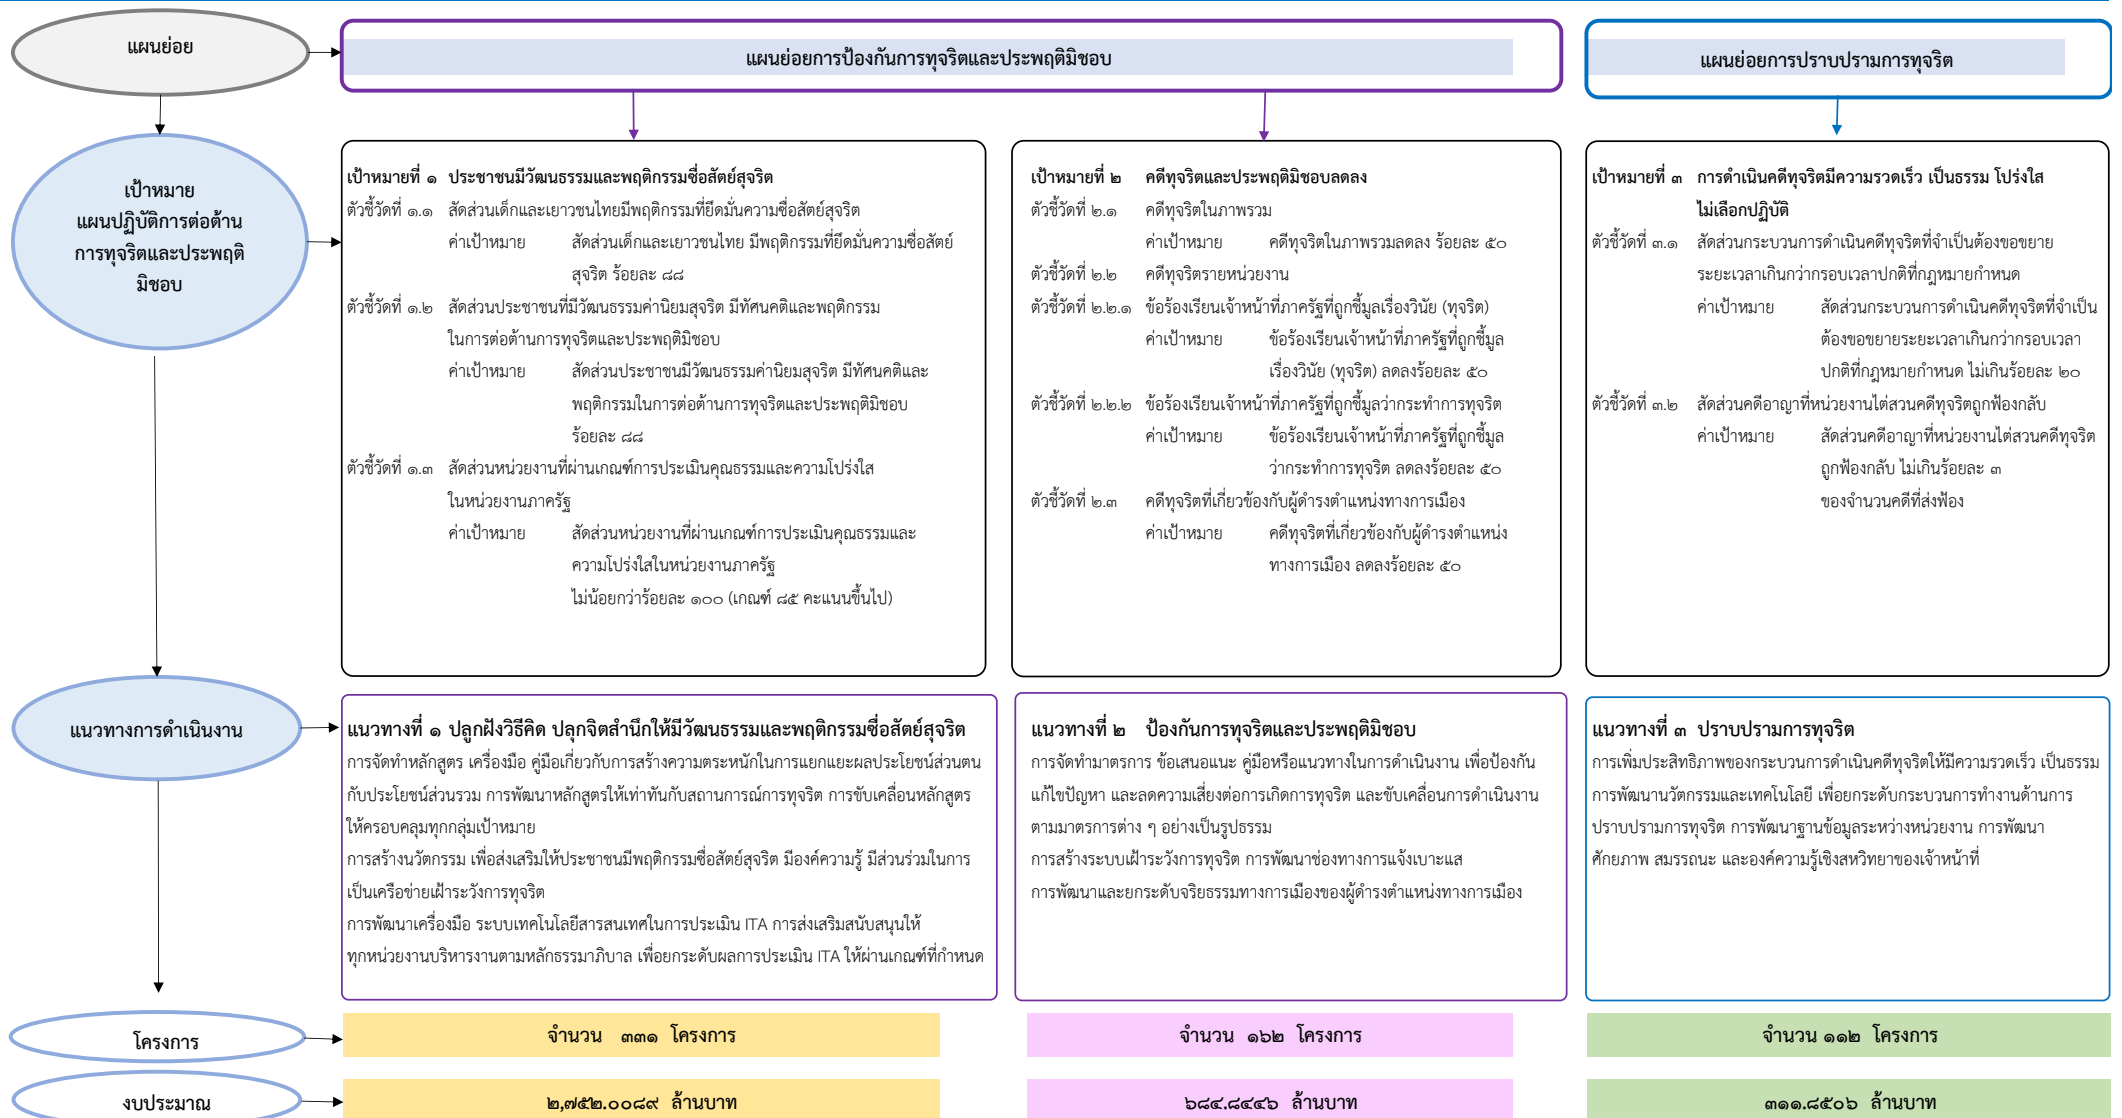 แผนย่อย
แผนย่อยการป้องกันการทุจริตและประพฤติมิชอบ
แผนย่อยการปราบปรามการทุจริต
เป้าหมาย
แผนปฏิบัติการต่อต้าน
การทุจริตและประพฤติ
มิชอบ
เป้าหมายที่ ๑ ประชาชนมีวัฒนธรรมและพฤติกรรมซื่อสัตย์สุจริต
ตัวชี้วัดที่ ๑.๑ สัดส่วนเด็กและเยาวชนไทยมีพฤติกรรมที่ยึดมั่นความซื่อสัตย์สุจริต
ค่าเป้าหมาย สัดส่วนเด็กและเยาวชนไทย มีพฤติกรรมที่ยึดมั่นความซื่อสัตย์
สุจริต ร้อยละ ๘๘
ตัวชี้วัดที่ ๑.๒ สัดส่วนประชาชนที่มีวัฒนธรรมค่านิยมสุจริต มีทัศนคติและพฤติกรรม
ในการต่อต้านการทุจริตและประพฤติมิชอบ
ค่าเป้าหมาย สัดส่วนประชาชนมีวัฒนธรรมค่านิยมสุจริต มีทัศนคติและ
พฤติกรรมในการต่อต้านการทุจริตและประพฤติมิชอบ
ร้อยละ ๘๘
ตัวชี้วัดที่ ๑.๓ สัดส่วนหน่วยงานที่ผ่านเกณฑ์การประเมินคุณธรรมและความโปร่งใส
ในหน่วยงานภาครัฐ
ค่าเป้าหมาย สัดส่วนหน่วยงานที่ผ่านเกณฑ์การประเมินคุณธรรมและ
ความโปร่งใสในหน่วยงานภาครัฐ
ไม่น้อยกว่าร้อยละ ๑๐๐ (เกณฑ์ ๘๕ คะแนนขึ้นไป)
เป้าหมายที่ ๒ คดีทุจริตและประพฤติมิชอบลดลง
ตัวชี้วัดที่ ๒.๑ คดีทุจริตในภาพรวม
ค่าเป้าหมาย คดีทุจริตในภาพรวมลดลง ร้อยละ ๕๐
ตัวชี้วัดที่ ๒.๒ คดีทุจริตรายหน่วยงาน
ตัวชี้วัดที่ ๒.๒.๑ ข้อร้องเรียนเจ้าหน้าที่ภาครัฐที่ถูกชี้มูลเรื่องวินัย (ทุจริต)
ค่าเป้าหมาย ข้อร้องเรียนเจ้าหน้าที่ภาครัฐที่ถูกชี้มูล
เรื่องวินัย (ทุจริต) ลดลงร้อยละ ๕๐
ตัวชี้วัดที่ ๒.๒.๒ ข้อร้องเรียนเจ้าหน้าที่ภาครัฐที่ถูกชี้มูลว่ากระทำการทุจริต
ค่าเป้าหมาย ข้อร้องเรียนเจ้าหน้าที่ภาครัฐที่ถูกชี้มูล
ว่ากระทำการทุจริต ลดลงร้อยละ ๕๐
ตัวชี้วัดที่ ๒.๓ คดีทุจริตที่เกี่ยวข้องกับผู้ดำรงตำแหน่งทางการเมือง
ค่าเป้าหมาย คดีทุจริตที่เกี่ยวข้องกับผู้ดำรงตำแหน่ง
ทางการเมือง ลดลงร้อยละ ๕๐
เป้าหมายที่ ๓ การดำเนินคดีทุจริตมีความรวดเร็ว เป็นธรรม โปร่งใส
ไม่เลือกปฏิบัติ
ตัวชี้วัดที่ ๓.๑ สัดส่วนกระบวนการดำเนินคดีทุจริตที่จำเป็นต้องขอขยาย
ระยะเวลาเกินกว่ากรอบเวลาปกติที่กฎหมายกำหนด
ค่าเป้าหมาย สัดส่วนกระบวนการดำเนินคดีทุจริตที่จำเป็น
ต้องขอขยายระยะเวลาเกินกว่ากรอบเวลา
ปกติที่กฎหมายกำหนด ไม่เกินร้อยละ ๒๐
ตัวชี้วัดที่ ๓.๒ สัดส่วนคดีอาญาที่หน่วยงานไต่สวนคดีทุจริตถูกฟ้องกลับ
ค่าเป้าหมาย สัดส่วนคดีอาญาที่หน่วยงานไต่สวนคดีทุจริต
ถูกฟ้องกลับ ไม่เกินร้อยละ ๓
ของจำนวนคดีที่ส่งฟ้อง
แนวทางการดำเนินงาน
แนวทางที่ ๑ ปลูกฝังวิธีคิด ปลุกจิตสำนึกให้มีวัฒนธรรมและพฤติกรรมซื่อสัตย์สุจริต
การจัดทำหลักสูตร เครื่องมือ คู่มือเกี่ยวกับการสร้างความตระหนักในการแยกแยะผลประโยชน์ส่วนตน
กับประโยชน์ส่วนรวม การพัฒนาหลักสูตรให้เท่าทันกับสถานการณ์การทุจริต การขับเคลื่อนหลักสูตร
ให้ครอบคลุมทุกกลุ่มเป้าหมาย
การสร้างนวัตกรรม เพื่อส่งเสริมให้ประชาชนมีพฤติกรรมซื่อสัตย์สุจริต มีองค์ความรู้ มีส่วนร่วมในการ
เป็นเครือข่ายเฝ้าระวังการทุจริต
การพัฒนาเครื่องมือ ระบบเทคโนโลยีสารสนเทศในการประเมิน ITA การส่งเสริมสนับสนุนให้
ทุกหน่วยงานบริหารงานตามหลักธรรมาภิบาล เพื่อยกระดับผลการประเมิน ITA ให้ผ่านเกณฑ์ที่กำหนด
แนวทางที่ ๒ ป้องกันการทุจริตและประพฤติมิชอบ
การจัดทำมาตรการ ข้อเสนอแนะ คู่มือหรือแนวทางในการดำเนินงาน เพื่อป้องกัน
แก้ไขปัญหา และลดความเสี่ยงต่อการเกิดการทุจริต และขับเคลื่อนการดำเนินงาน
ตามมาตรการต่าง ๆ อย่างเป็นรูปธรรม
การสร้างระบบเฝ้าระวังการทุจริต การพัฒนาช่องทางการแจ้งเบาะแส
การพัฒนาและยกระดับจริยธรรมทางการเมืองของผู้ดำรงตำแหน่งทางการเมือง
แนวทางที่ ๓ ปราบปรามการทุจริต
การเพิ่มประสิทธิภาพของกระบวนการดำเนินคดีทุจริตให้มีความรวดเร็ว เป็นธรรม
การพัฒนานวัตกรรมและเทคโนโลยี เพื่อยกระดับกระบวนการทำงานด้านการ
ปราบปรามการทุจริต การพัฒนาฐานข้อมูลระหว่างหน่วยงาน การพัฒนา
ศักยภาพ สมรรถนะ และองค์ความรู้เชิงสหวิทยาของเจ้าหน้าที่
โครงการ
จำนวน ๓๓๑ โครงการ
จำนวน ๑๖๒ โครงการ
จำนวน ๑๑๒ โครงการ
งบประมาณ
๒,๗๕๒.๐๐๘๙ ล้านบาท
๖๘๔.๘๔๔๖ ล้านบาท
๓๑๑.๘๕๐๖ ล้านบาท